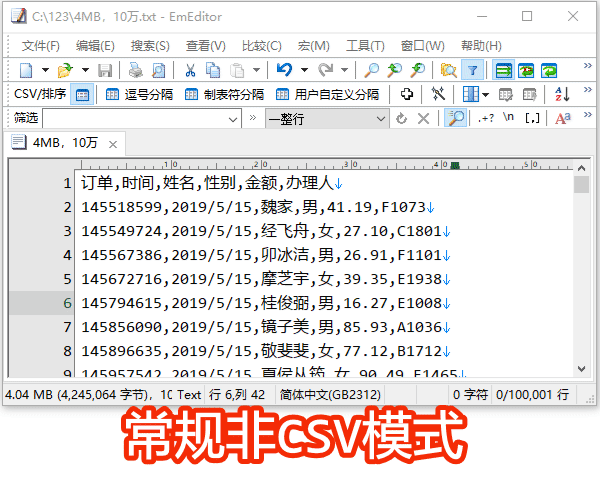 C:\123\4MB，10万.txt - EmEditor
文件(F) 编辑(E) 搜索(S) 查看(V) 比较(C) 宏(M) 工具(T) 窗口(W) 帮助(H)
CSV/排序 逗号分隔 制表符分隔 用户自定义分隔
筛选 一整行 .+? \n [,] Aa
4MB，10万
10 20 30 40 50
1 订单,时间,姓名,性别,金额,办理人↓
2 145518599,2019/5/15,魏家,男,41.19,F1073↓
3 145549724,2019/5/15,经飞舟,女,27.10,C1801↓
4 145567386,2019/5/15,卯冰洁,男,26.91,F1101↓
5 145672716,2019/5/15,摩芝宇,女,39.35,E1938↓
6 145794615,2019/5/15,桂俊弼,男,16.27,E1008↓
7 145856090,2019/5/15,镜子美,男,85.93,A1036↓
8 145896635,2019/5/15,敬斐斐,女,77.12,B1712↓
9 145957542,2019/5/15,夏侯从筠,女,90.49,F1465↓
4.04 MB (4,245,064 字节)，10 Text 行 6,列 42 简体中文(GB2312) 0 字符 0/100,001 行
常规非CSV模式